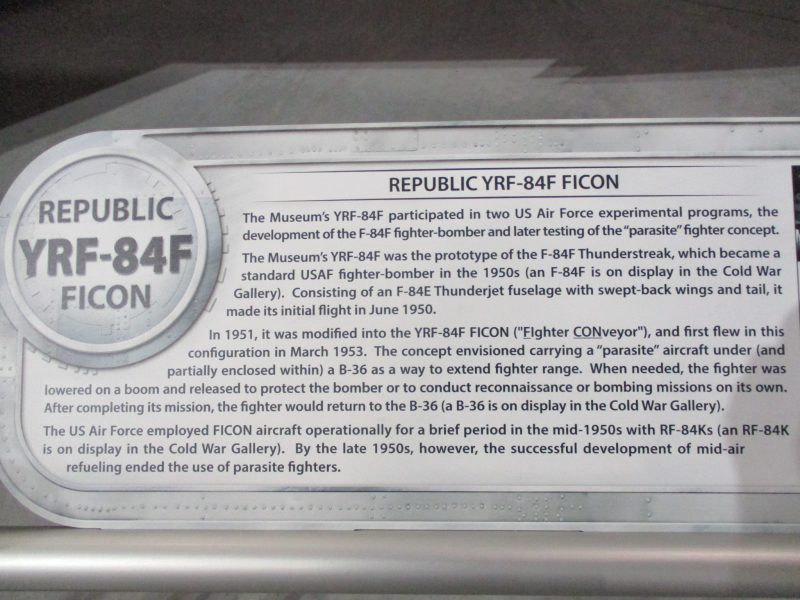 REPUBLIC
YRF-84F
FICON
REPUBLIC YRF-84F FICON
The Museum's YRF-84F participated in two US Air Force experimental programs, the
development of the F-84F fighter-bomber and later testing of the "parasite" fighter concept.
The Museum's YRF-84F was the prototype of the F-84F Thunderstreak, which became a
standard USAF fighter-bomber in the 1950s (an F-84F is on display in the Cold War
Gallery). Consisting of an F-84E Thunderjet fuselage with swept-back wings and tail, it
made its initial flight in June 1950.
In 1951, it was modified into the YRF-84F FICON ("FIghter CONveyor"), and first flew in this
configuration in March 1953. The concept envisioned carrying a "parasite" aircraft under (and
partially enclosed within) a B-36 as a way to extend fighter range. When needed, the fighter was
lowered on a boom and released to protect the bomber or to conduct reconnaissance or bombing missions on its own.
After completing its mission, the fighter would return to the B-36 (a B-36 is on display in the Cold War Gallery).
The US Air Force employed FICON aircraft operationally for a brief period in the mid-1950s with RF-84Ks (an RF-84K
is on display in the Cold War Gallery). By the late 1950s, however, the successful development of mid-air
refueling ended the use of parasite fighters.